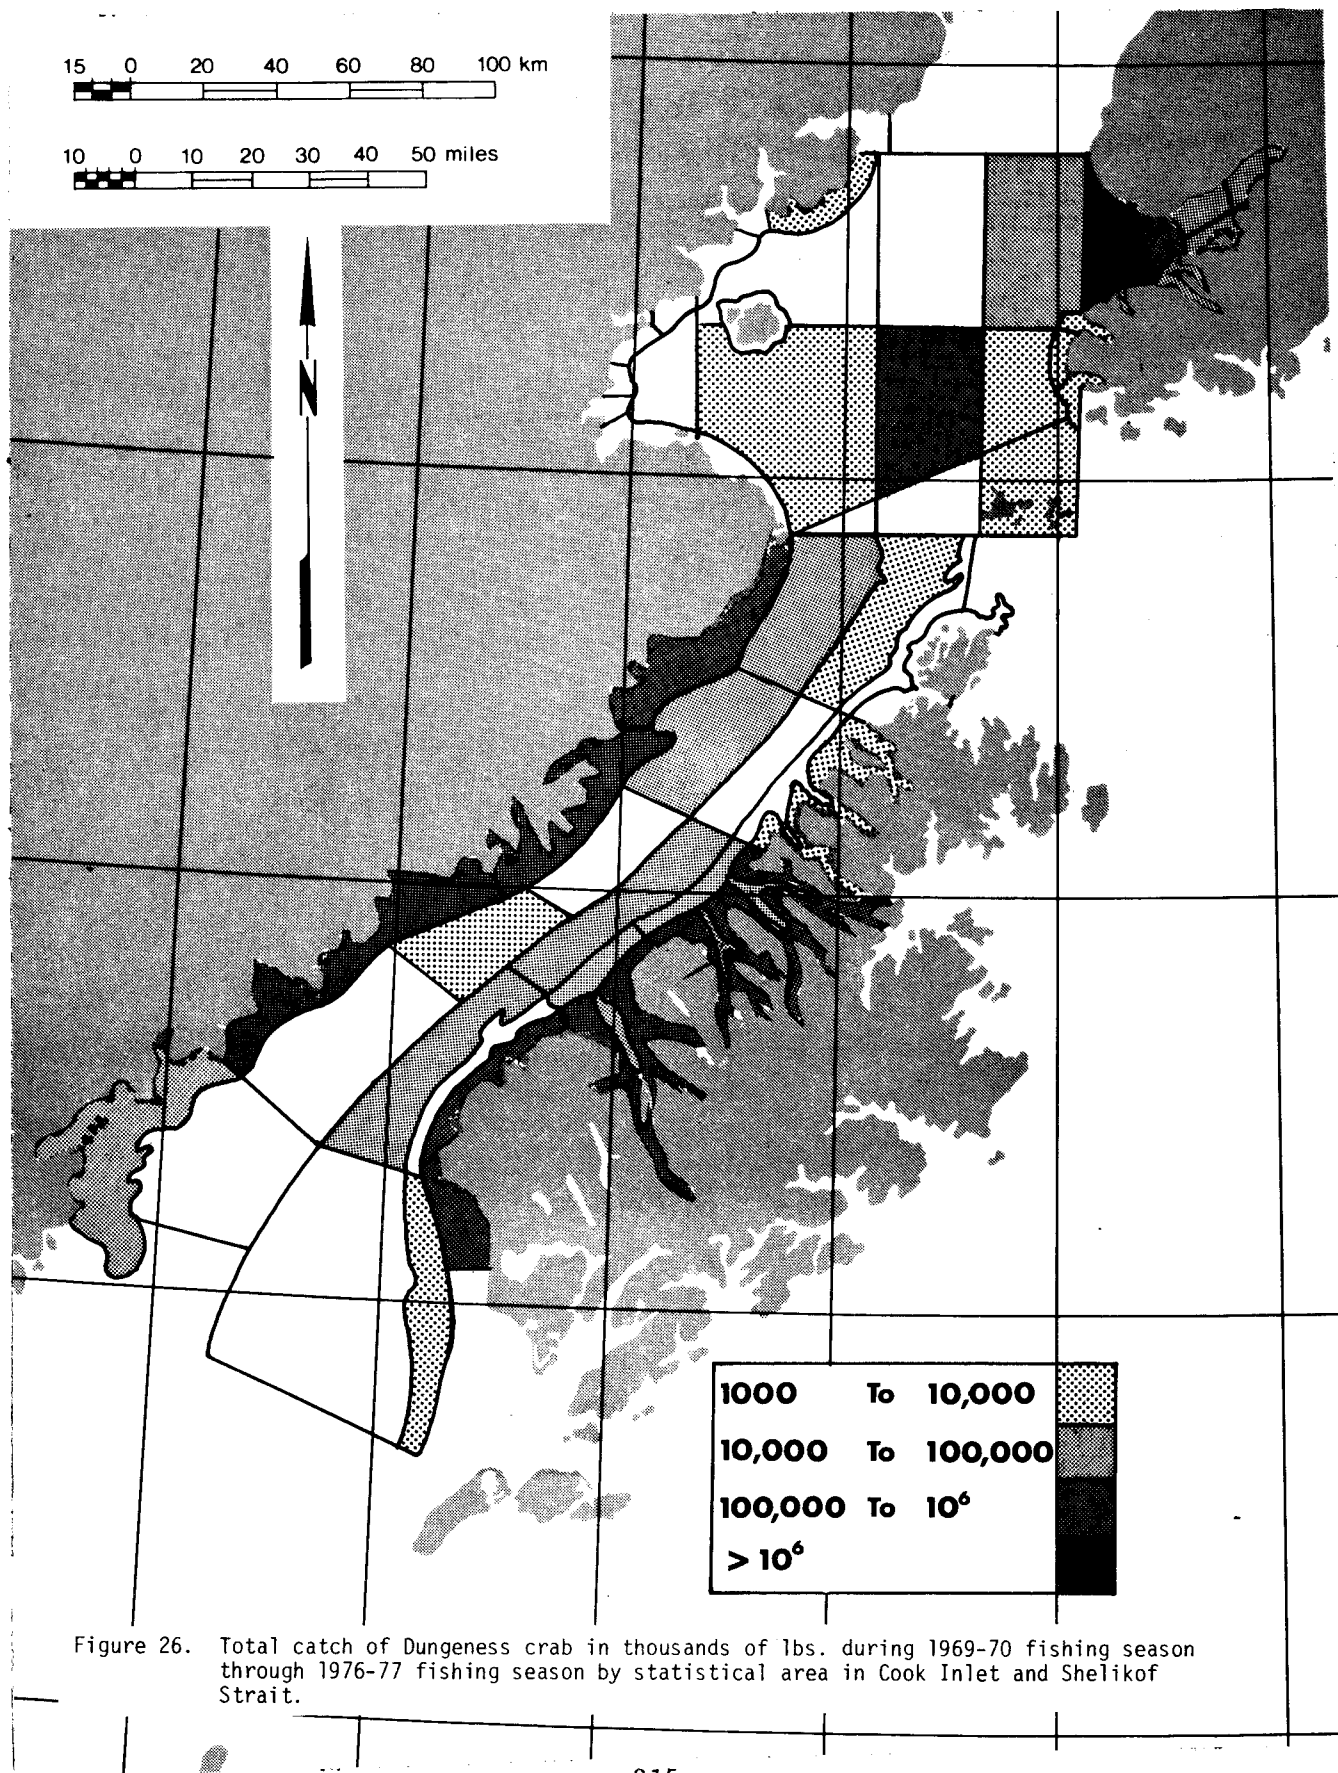 15 0 20 40 60 80 100 km
10 0 10 20 30 40 50 miles
N
1000 To 10,000
10,000 To 100,000
100,000 To 10⁶
> 10⁶
Figure 26. Total catch of Dungeness crab in thousands of lbs. during 1969-70 fishing season
through 1976-77 fishing season by statistical area in Cook Inlet and Shelikof
Strait.